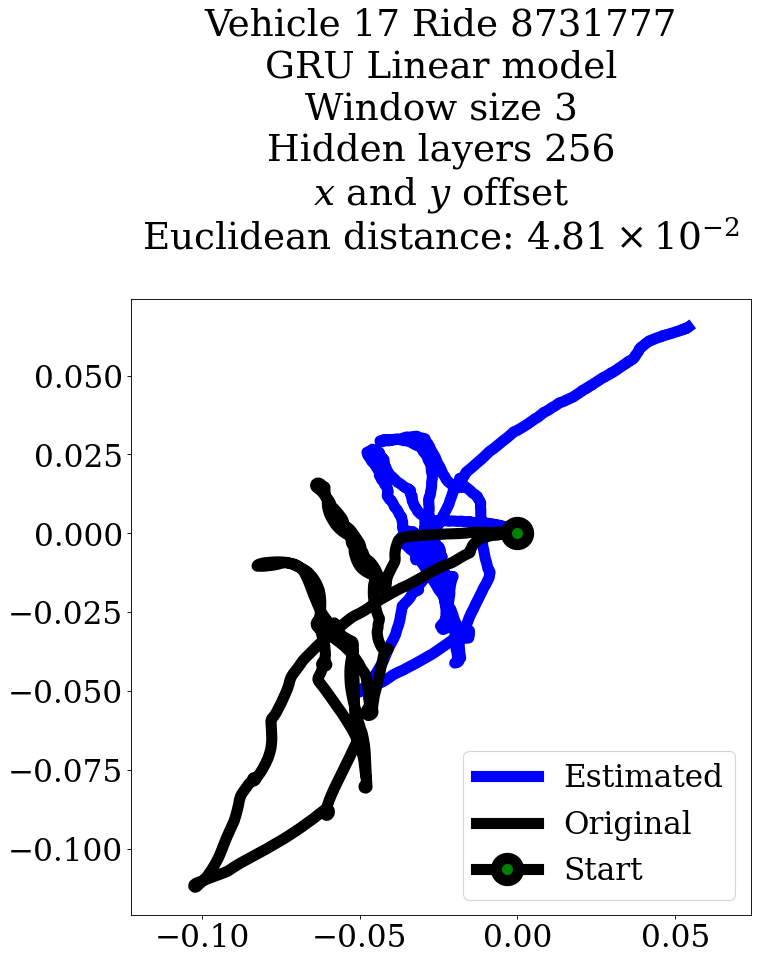 Vehicle 17 Ride 8731777
GRU Linear model
Window size 3
Hidden layers 256
x and y offset
Euclidean distance: 4.81 × 10⁻²
0.050
0.025
0.000
−0.025
−0.050
−0.075
−0.100
Estimated
Original
Start
−0.10 −0.05 0.00 0.05